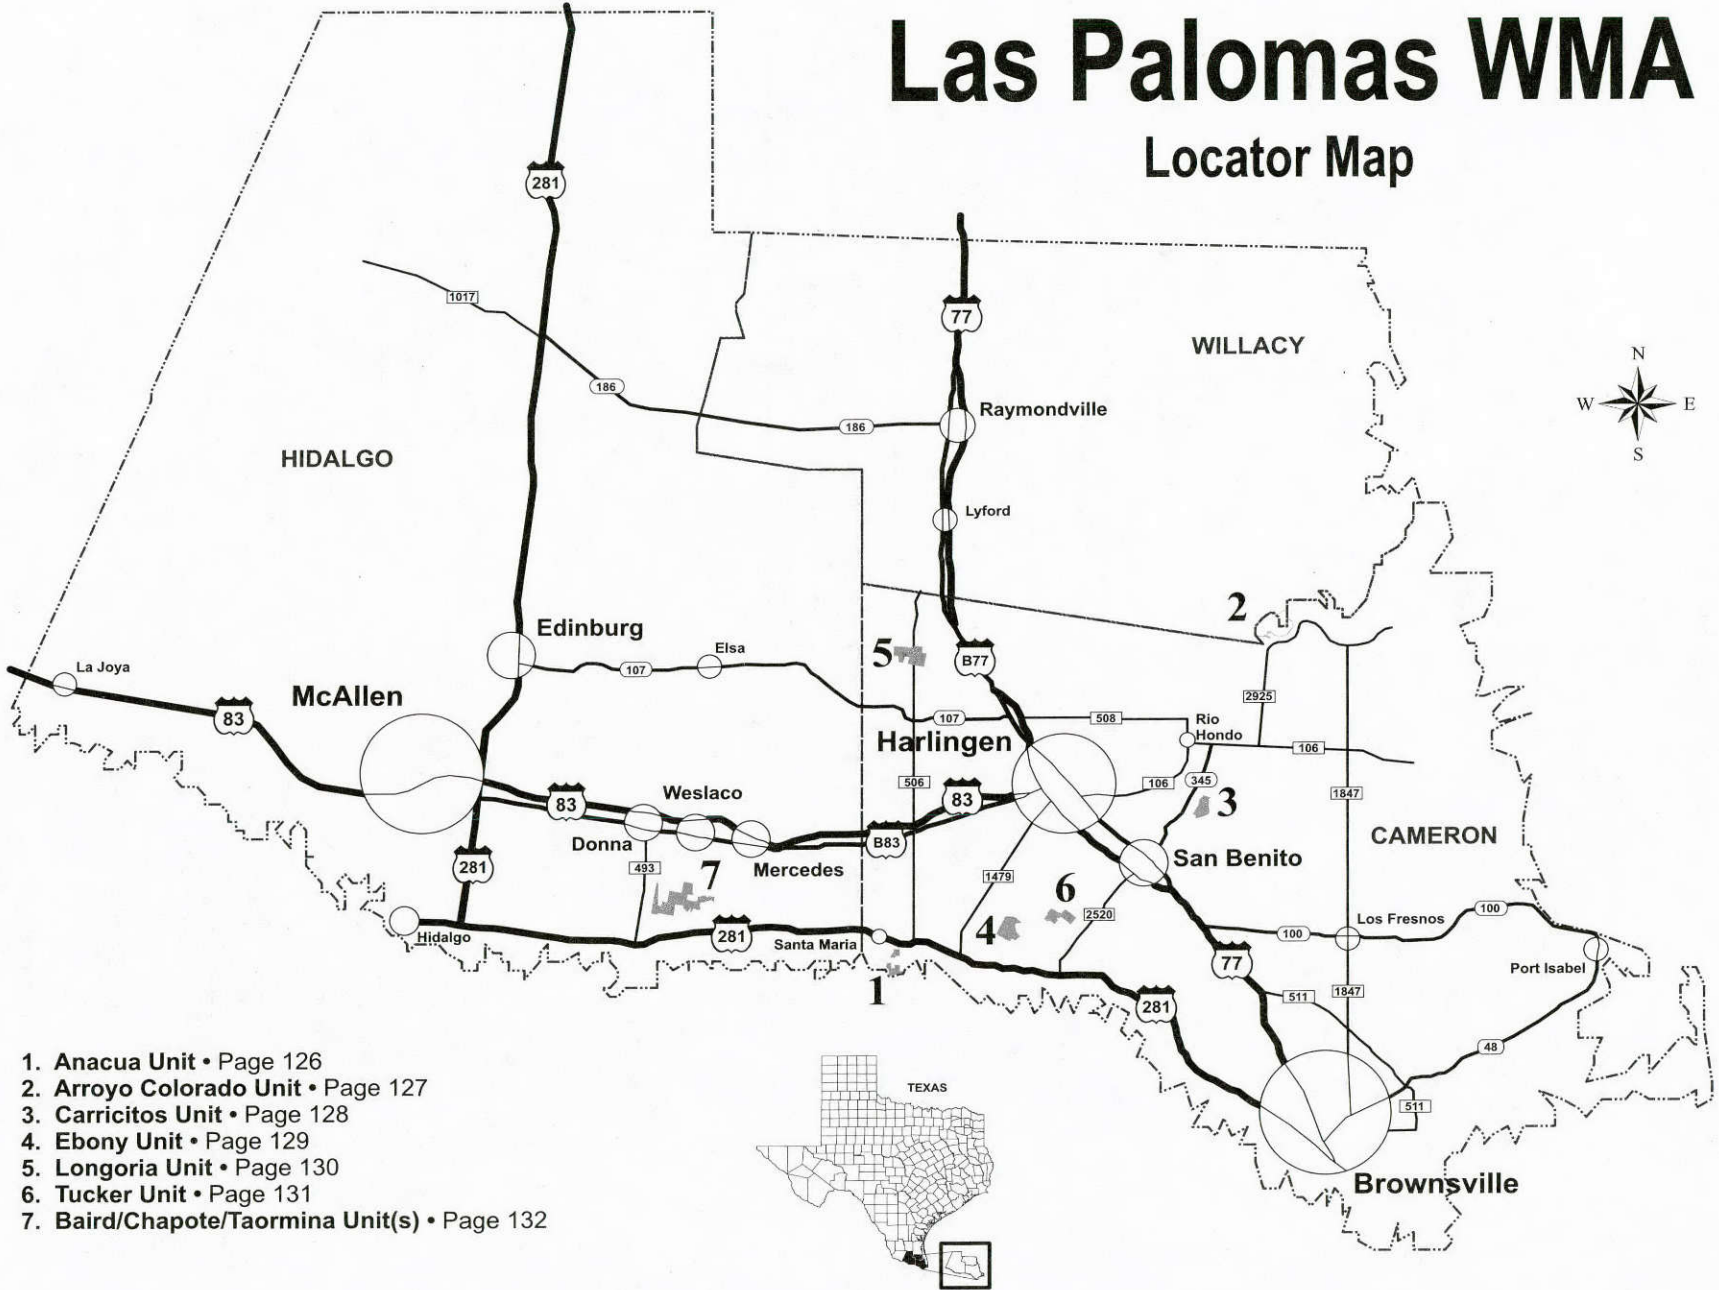 Las Palomas WMA
Locator Map
281
1017
77
WILLACY
N
W
E
S
186
186
Raymondville
HIDALGO
Lyford
2
Edinburg
5
B77
La Joya
107
Elsa
McAllen
2925
83
107
508
Rio
Hondo
Harlingen
106
506
106
345
Weslaco
83
83
3
1847
Donna
B83
CAMERON
281
493
7
Mercedes
San Benito
1479
6
Hidalgo
281
Santa Maria
4
2520
100
Los Fresnos
100
77
Port Isabel
1
281
511
1847
48
511
Brownsville
1. Anacua Unit • Page 126
2. Arroyo Colorado Unit • Page 127
3. Carricitos Unit • Page 128
4. Ebony Unit • Page 129
5. Longoria Unit • Page 130
6. Tucker Unit • Page 131
7. Baird/Chapote/Taormina Unit(s) • Page 132
TEXAS